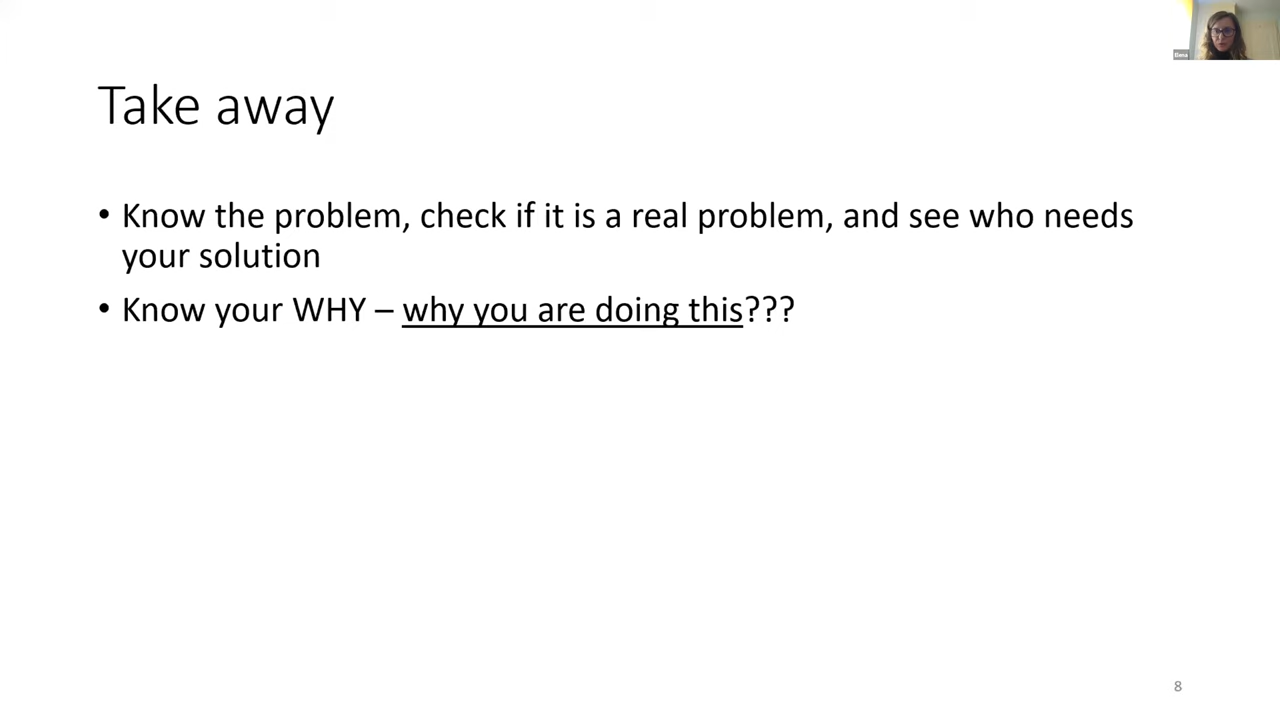 Elena
Take away
• Know the problem, check if it is a real problem, and see who needs
your solution
• Know your WHY – why you are doing this???
8